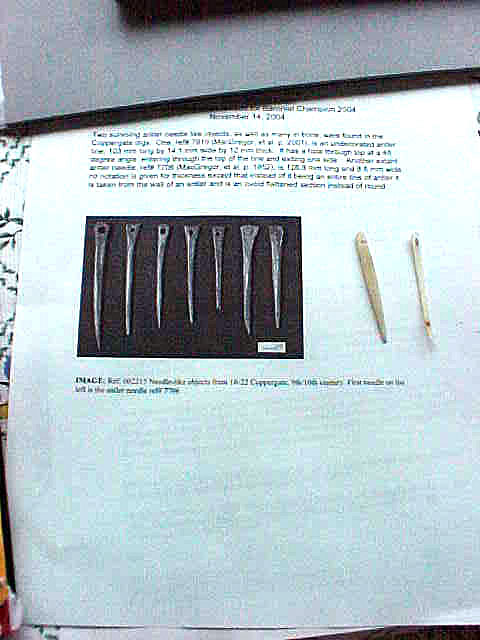 Baronial Champion 2004
November 14, 2004
Two surviving antler needle like objects, as well as many in bone, were found in the
Coppergate digs. One, ref# 7919 (MacGregor, et al. p. 2001), is an undecorated antler
tine, 103 mm long by 14.1 mm wide by 12 mm thick. It has a hole through top at a 45
degree angle, entering through the top of the tine and exiting one side. Another extant
antler needle, ref# 7706 (MacGregor, et al. p. 1952), is 128.9 mm long and 8.6 mm wide,
no notation is given for thickness except that instead of it being an entire tine of antler it
is taken from the wall of an antler and is an ovoid flattened section instead of round
IMAGE: Ref: 002215 Needle-like objects from 16-22 Coppergate, 9th/10th century. First needle on the
left is the antler needle ref# 7706